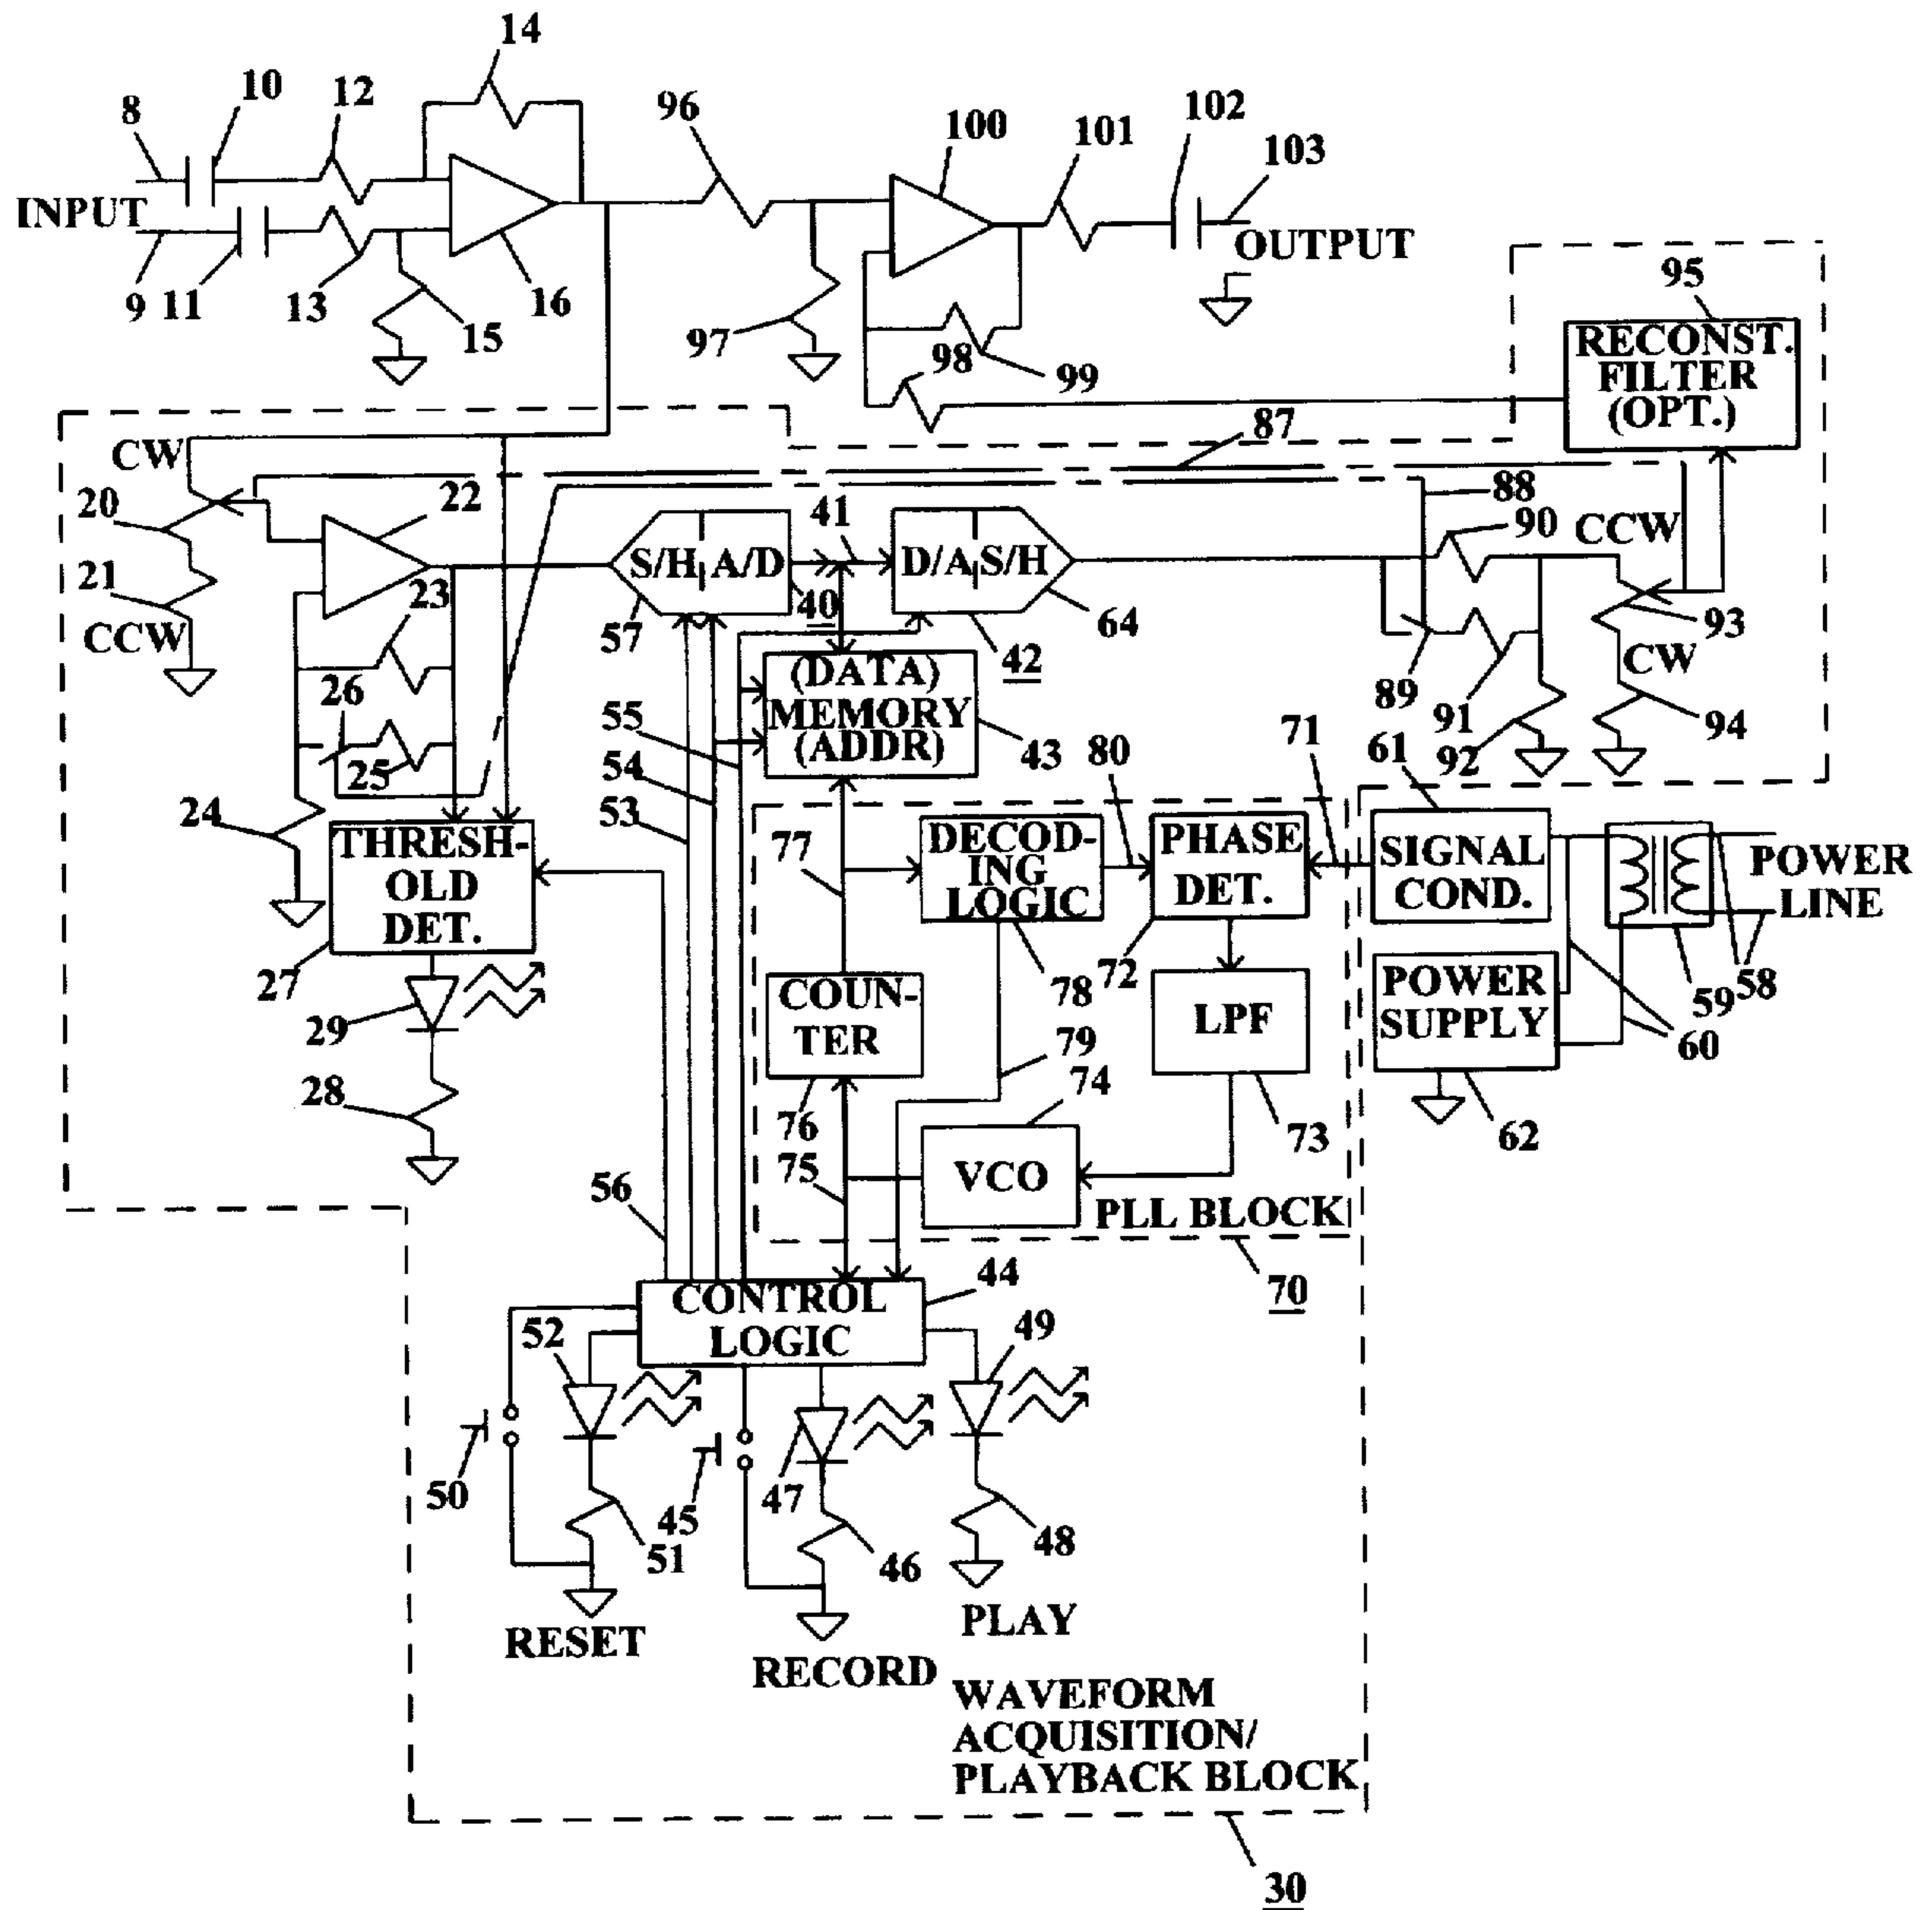 14
8
10
12
96
100
101
102
103
INPUT
OUTPUT
9
11
13
15
16
97
98
99
95
RECONST.
FILTER
(OPT.)
87
CW
20
22
21
CCW
23
S/H
A/D
41
D/A
S/H
57
40
42
64
88
90
CCW
93
CW
89
91
92
94
26
25
24
55
54
53
(DATA)
MEMORY
(ADDR)
43
80
71
61
THRESH-
OLD
DET.
27
29
28
77
DECOD-
ING
LOGIC
78
PHASE
DET.
72
SIGNAL
COND.
POWER
LINE
59
58
60
COUN-
TER
76
79
74
LPF
73
POWER
SUPPLY
62
75
VCO
PLL BLOCK
70
56
CONTROL
LOGIC
44
52
49
50
45
47
51
46
48
RESET
RECORD
PLAY
WAVEFORM
ACQUISITION/
PLAYBACK BLOCK
30